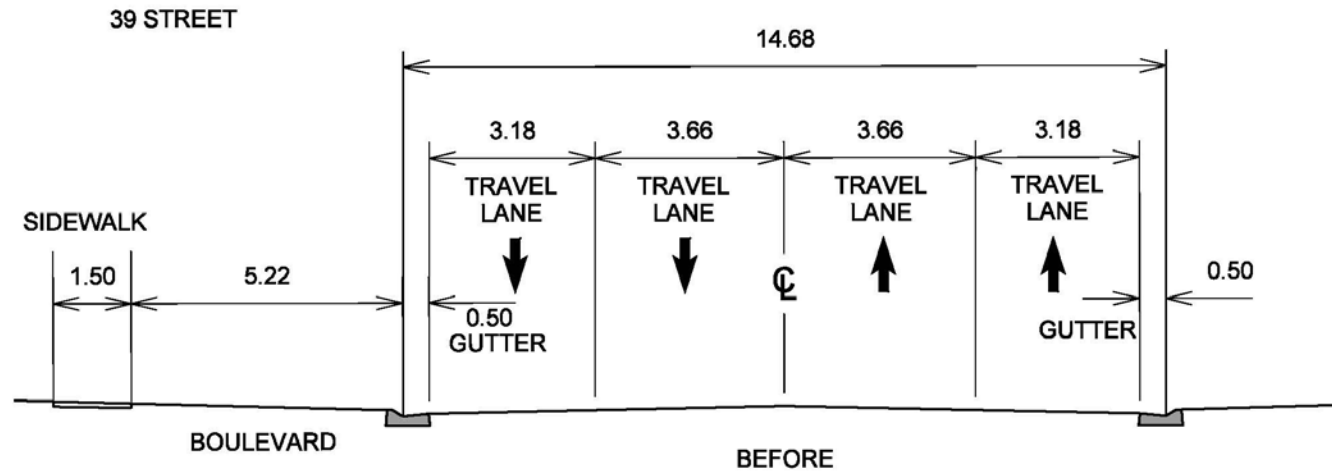 39 STREET
14.68
3.18 3.66 3.66 3.18
TRAVEL LANE
TRAVEL LANE
TRAVEL LANE
TRAVEL LANE
SIDEWALK
1.50 5.22
0.50
GUTTER
℄
0.50
GUTTER
BOULEVARD
BEFORE